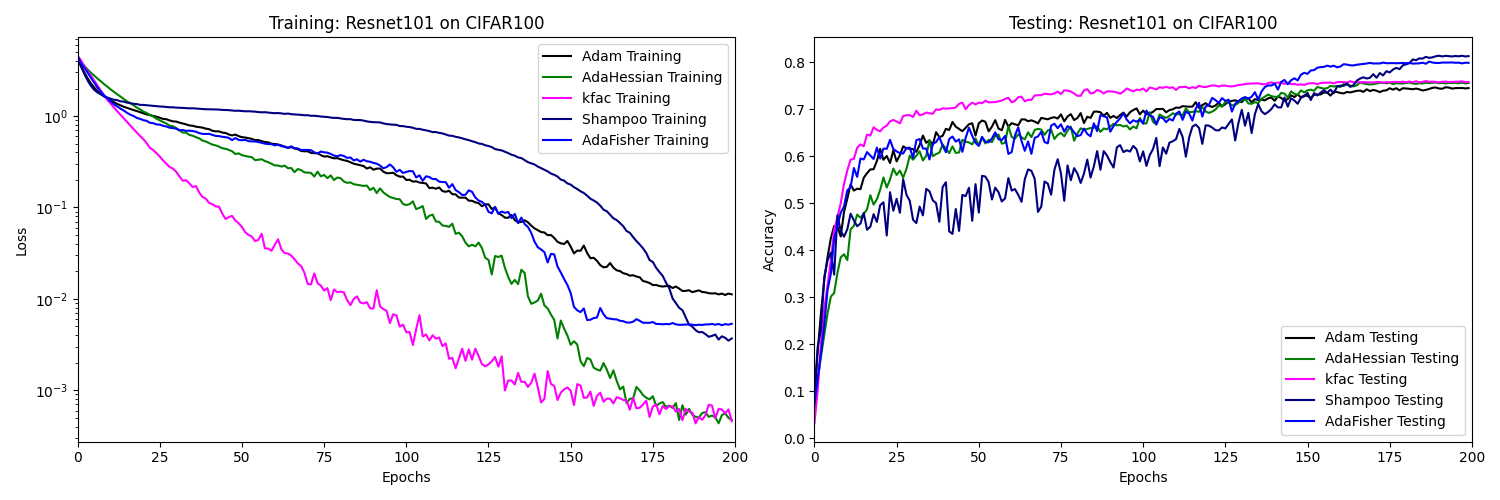 Training: Resnet101 on CIFAR100
Adam Training
AdaHessian Training
kfac Training
Shampoo Training
AdaFisher Training
10^0
10^-1
10^-2
10^-3
Loss
0 25 50 75 100 125 150 175 200
Epochs
Testing: Resnet101 on CIFAR100
0.8
0.7
0.6
0.5
0.4
0.3
0.2
0.1
0.0
Accuracy
Adam Testing
AdaHessian Testing
kfac Testing
Shampoo Testing
AdaFisher Testing
0 25 50 75 100 125 150 175 200
Epochs